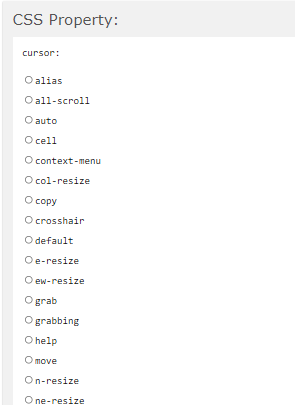 CSS Property:
cursor:
alias
all-scroll
auto
cell
context-menu
col-resize
copy
crosshair
default
e-resize
ew-resize
grab
grabbing
help
move
n-resize
ne-resize